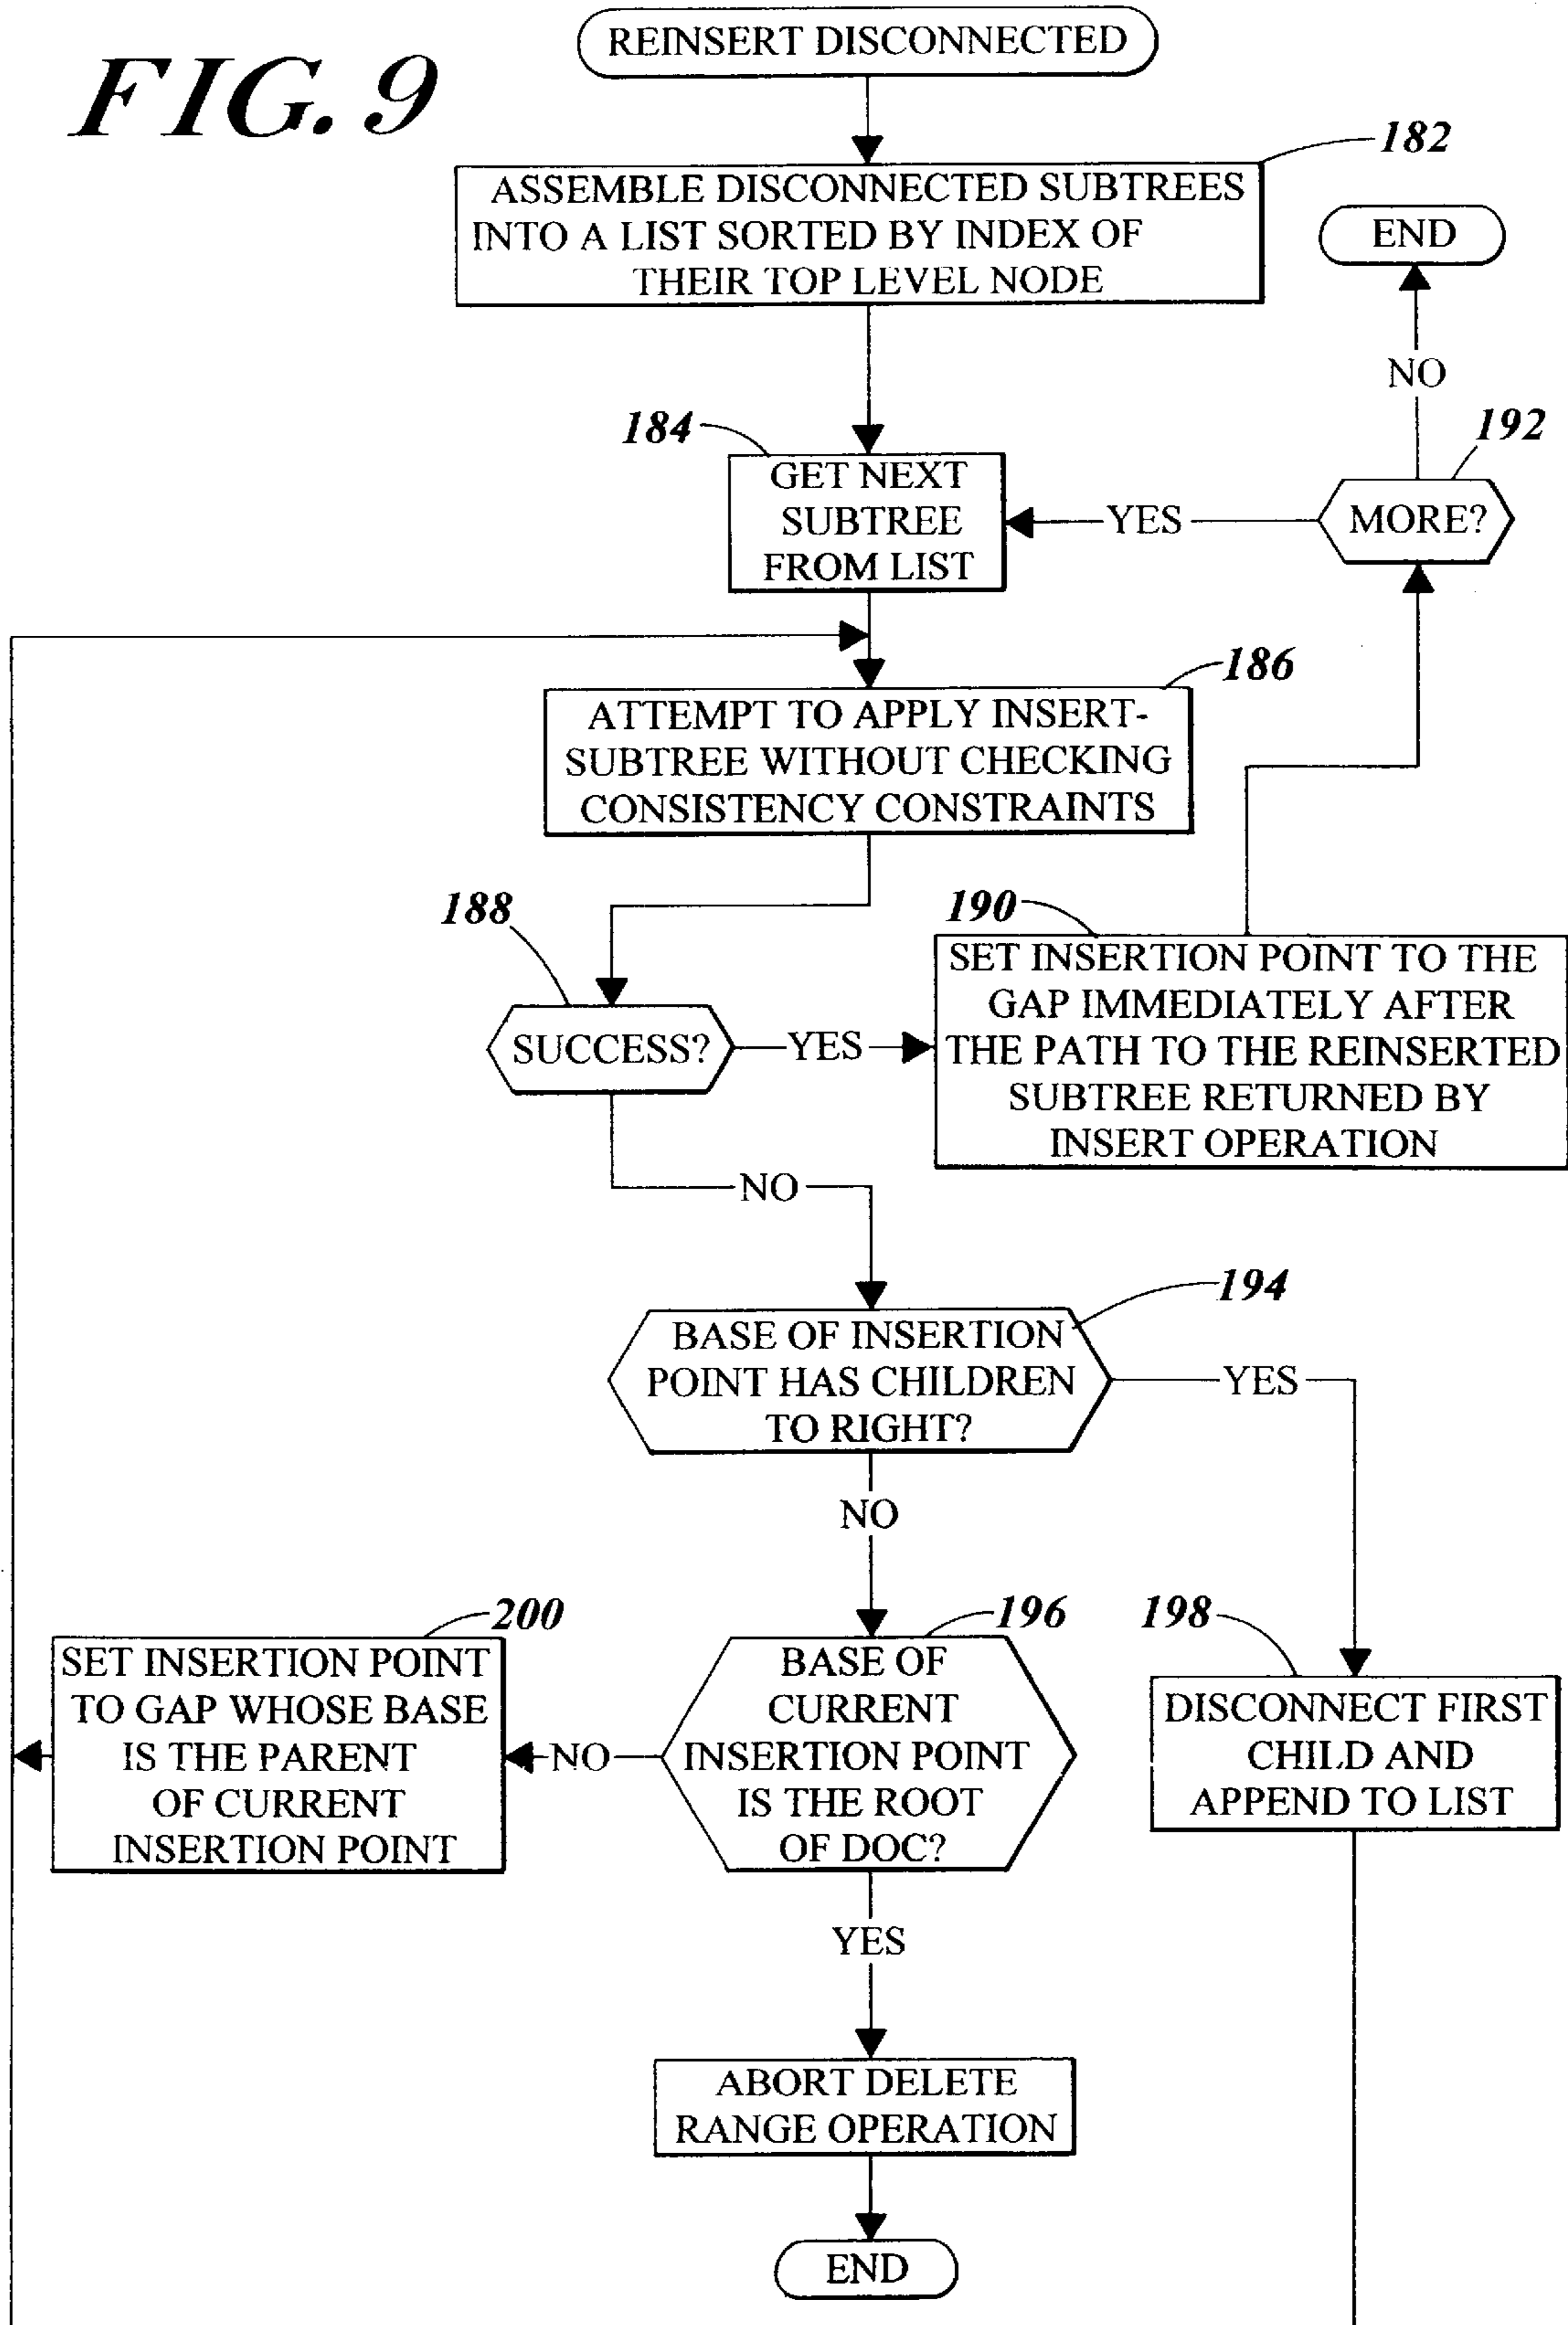 FIG. 9
REINSERT DISCONNECTED
182
ASSEMBLE DISCONNECTED SUBTREES
INTO A LIST SORTED BY INDEX OF
THEIR TOP LEVEL NODE
END
NO
184
192
GET NEXT
SUBTREE
FROM LIST
YES
MORE?
186
ATTEMPT TO APPLY INSERT-
SUBTREE WITHOUT CHECKING
CONSISTENCY CONSTRAINTS
188
190
SUCCESS?
YES
SET INSERTION POINT TO THE
GAP IMMEDIATELY AFTER
THE PATH TO THE REINSERTED
SUBTREE RETURNED BY
INSERT OPERATION
NO
194
BASE OF INSERTION
POINT HAS CHILDREN
TO RIGHT?
YES
NO
200
196
198
SET INSERTION POINT
TO GAP WHOSE BASE
IS THE PARENT
OF CURRENT
INSERTION POINT
NO
BASE OF
CURRENT
INSERTION POINT
IS THE ROOT
OF DOC?
DISCONNECT FIRST
CHILD AND
APPEND TO LIST
YES
ABORT DELETE
RANGE OPERATION
END